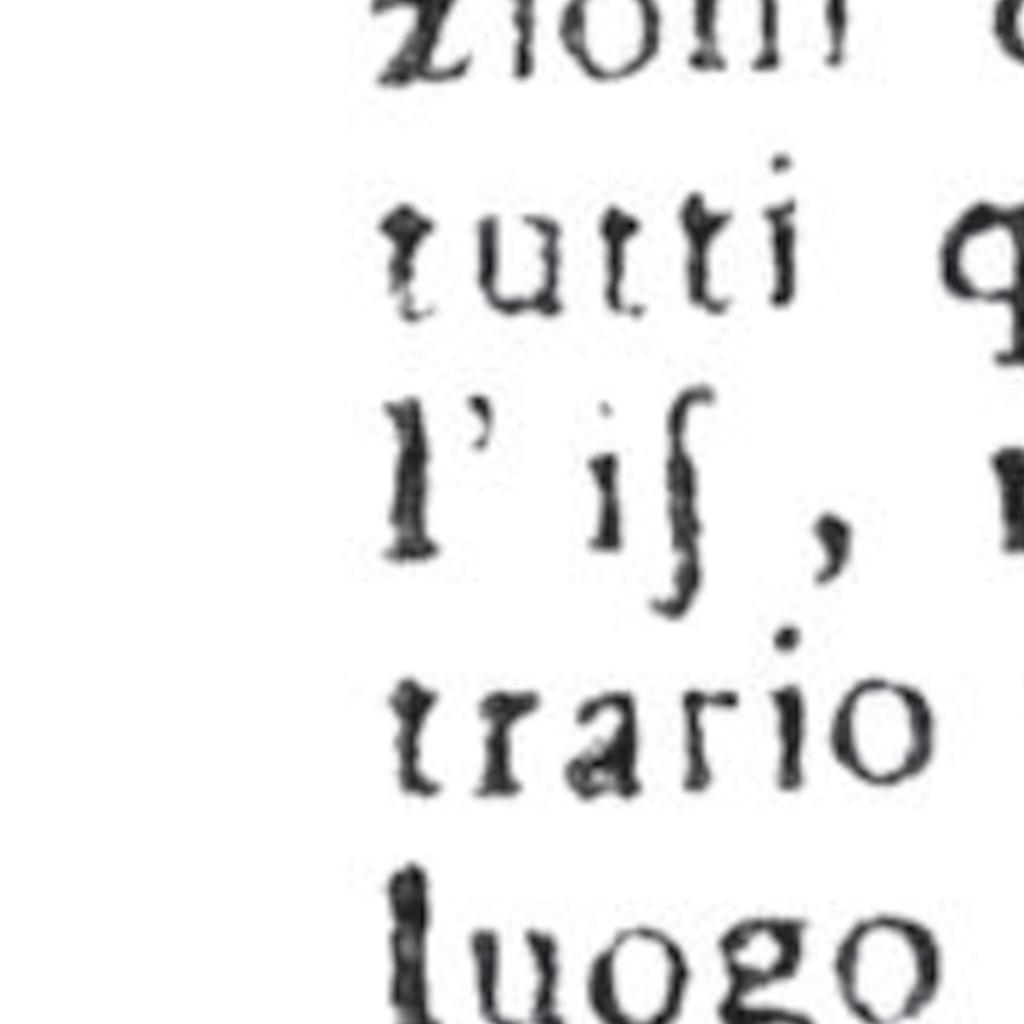 zioni
tutti q
l' iſ,
trario
luogo